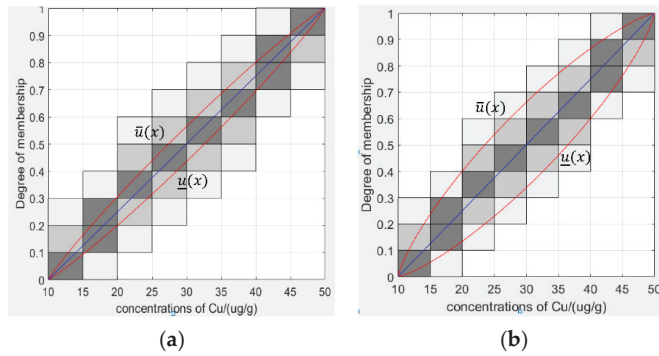 1
0.9
0.8
0.7
0.6
0.5
0.4
0.3
0.2
0.1
0
Degree of membership
u̅(x)
u̲(x)
10 15 20 25 30 35 40 45 50
concentrations of Cu/(ug/g)
(a)
1
0.9
0.8
0.7
0.6
0.5
0.4
0.3
0.2
0.1
0
Degree of membership
u̅(x)
u̲(x)
10 15 20 25 30 35 40 45 50
concentrations of Cu/(ug/g)
(b)